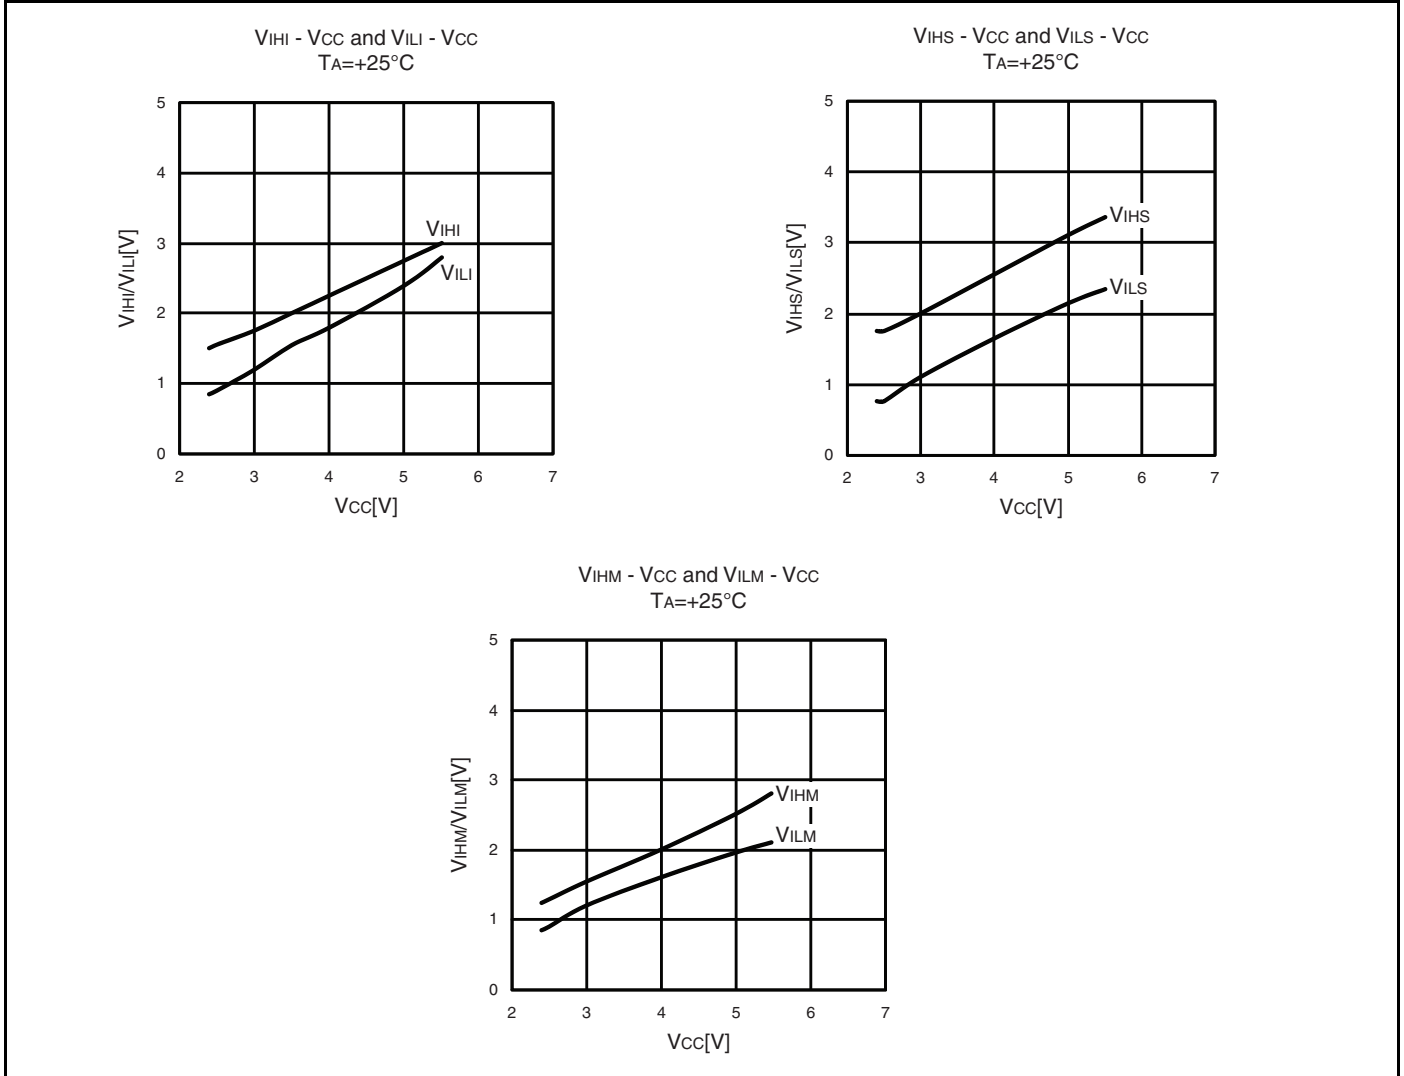 VIHI - VCC and VILI - VCC
TA=+25°C
5
4
3
2
1
0
2 3 4 5 6 7
VIHI/VILI[V]
VCC[V]
VIHI
VILI
VIHS - VCC and VILS - VCC
TA=+25°C
5
4
3
2
1
0
2 3 4 5 6 7
VIHS/VILS[V]
VCC[V]
VIHS
VILS
VIHM - VCC and VILM - VCC
TA=+25°C
5
4
3
2
1
0
2 3 4 5 6 7
VIHM/VILM[V]
VCC[V]
VIHM
VILM